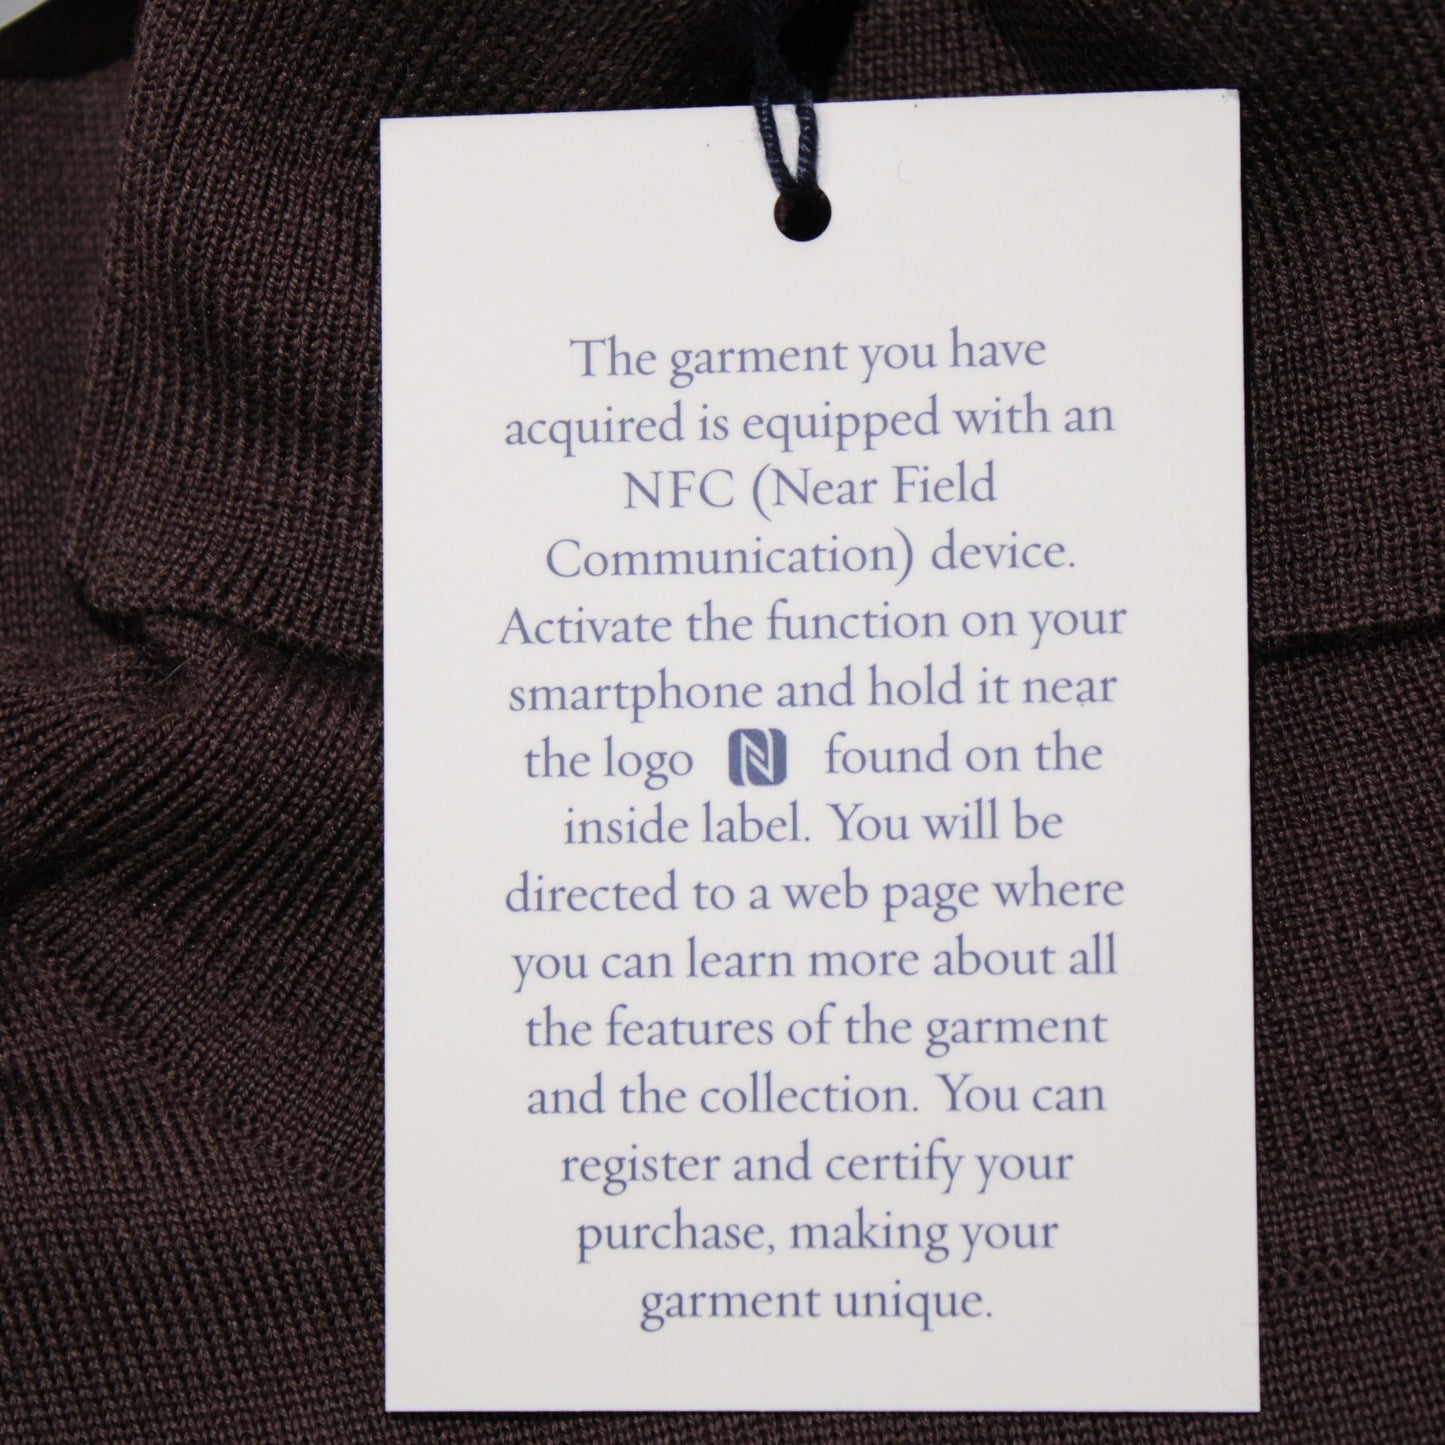 The garment you have
acquired is equipped with an
NFC (Near Field
Communication) device.
Activate the function on your
smartphone and hold it near
the logo N found on the
inside label. You will be
directed to a web page where
you can learn more about all
the features of the garment
and the collection. You can
register and certify your
purchase, making your
garment unique.